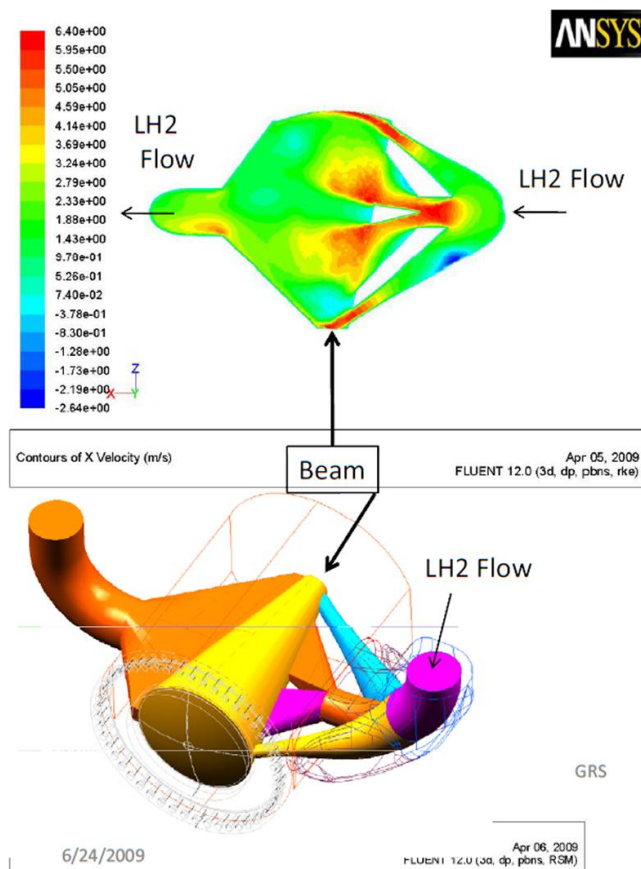 ANSYS
6.40e+00
5.95e+00
5.50e+00
5.05e+00
4.59e+00
4.14e+00
3.69e+00
3.24e+00
2.79e+00
2.33e+00
1.88e+00
1.43e+00
9.70e-01
5.26e-01
7.40e-02
-3.78e-01
-8.30e-01
-1.28e+00
-1.73e+00
-2.19e+00
-2.64e+00
LH2
Flow
LH2 Flow
Z
X
Y
Contours of X Velocity (m/s)
Apr 05, 2009
FLUENT 12.0 (3d, dp, pbns, rke)
Beam
LH2 Flow
GRS
6/24/2009
Apr 06, 2009
FLUENT 12.0 (3d, dp, pbns, RSM)